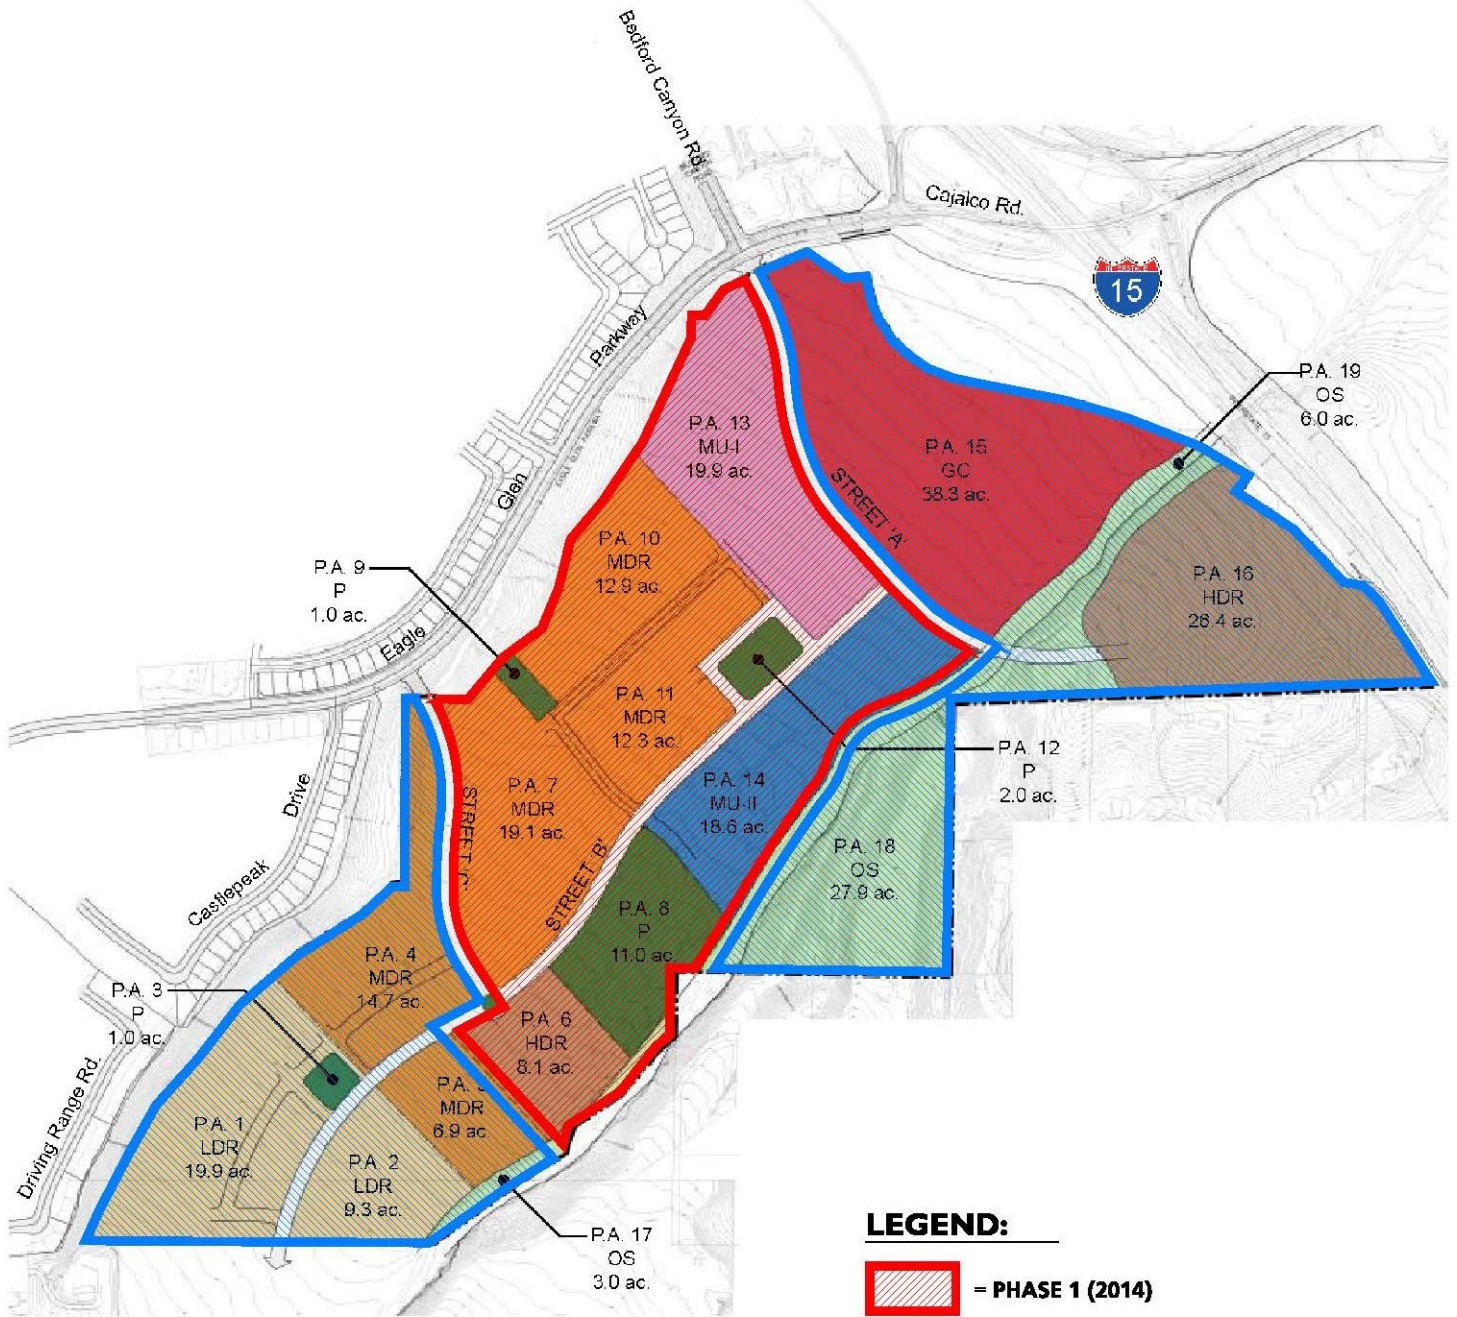 Bedford Canyon Rd.
Cajalco Rd.
INTERSTATE
15
Parkway
Glen
Eagle
Drive
Castlepeak
Driving Range Rd.
P.A. 19
OS
6.0 ac.
P.A. 13
MU-I
19.9 ac.
P.A. 15
GC
38.3 ac.
STREET 'A'
P.A. 10
MDR
12.9 ac.
P.A. 9
P
1.0 ac.
P.A. 16
HDR
26.4 ac.
P.A. 11
MDR
12.3 ac.
P.A. 12
P
2.0 ac.
P.A. 7
MDR
19.1 ac.
P.A. 14
MU-II
18.6 ac.
STREET 'C'
STREET 'B'
P.A. 18
OS
27.9 ac.
P.A. 8
P
11.0 ac.
P.A. 4
MDR
14.7 ac.
P.A. 3
P
1.0 ac.
P.A. 6
HDR
8.1 ac.
P.A. 5
MDR
6.9 ac.
P.A. 1
LDR
19.9 ac.
P.A. 2
LDR
9.3 ac.
P.A. 17
OS
3.0 ac.
LEGEND:
= PHASE 1 (2014)